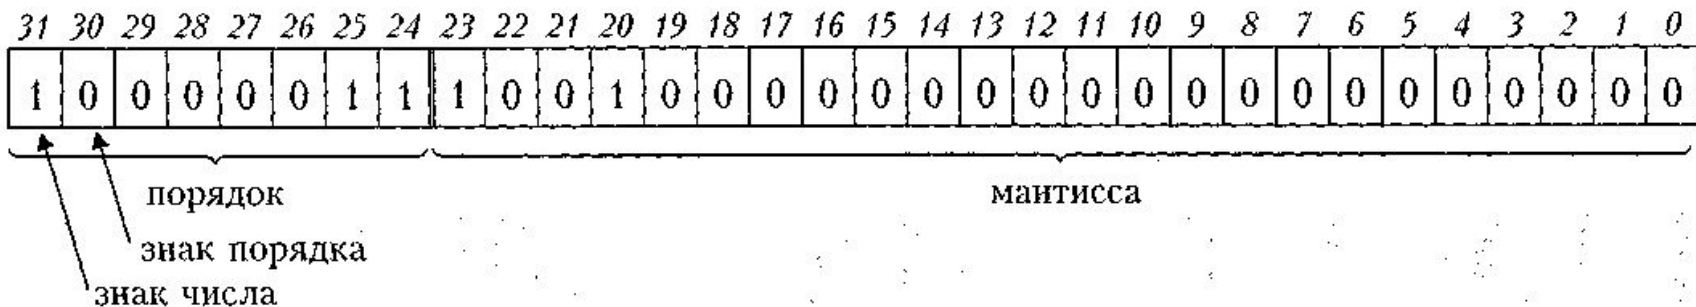 31 30 29 28 27 26 25 24 23 22 21 20 19 18 17 16 15 14 13 12 11 10 9 8 7 6 5 4 3 2 1 0
1 0 0 0 0 0 1 1 1 0 0 1 0 0 0 0 0 0 0 0 0 0 0 0 0 0 0 0 0 0 0 0
порядок мантисса
знак порядка
знак числа